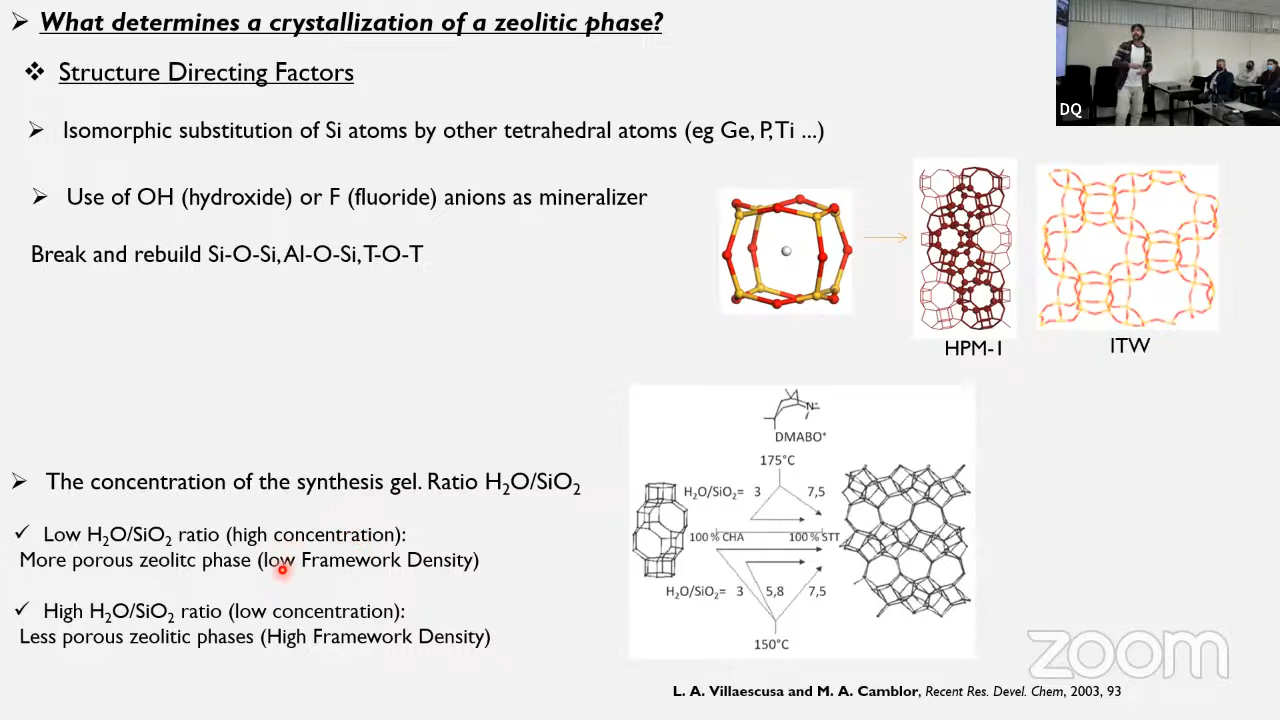 What determines a crystallization of a zeolitic phase?
Structure Directing Factors
Isomorphic substitution of Si atoms by other tetrahedral atoms (eg Ge, P, Ti ...)
Use of OH (hydroxide) or F (fluoride) anions as mineralizer
Break and rebuild Si-O-Si, Al-O-Si, T-O-T
DQ
HPM-1
ITW
The concentration of the synthesis gel. Ratio H2O/SiO2
Low H2O/SiO2 ratio (high concentration):
More porous zeolitc phase (low Framework Density)
High H2O/SiO2 ratio (low concentration):
Less porous zeolitic phases (High Framework Density)
N+
DMABO+
175°C
H2O/SiO2= 3 7,5
100 % CHA 100 % STT
H2O/SiO2= 3 5,8 7,5
150°C
zoom
L. A. Villaescusa and M. A. Camblor, Recent Res. Devel. Chem, 2003, 93